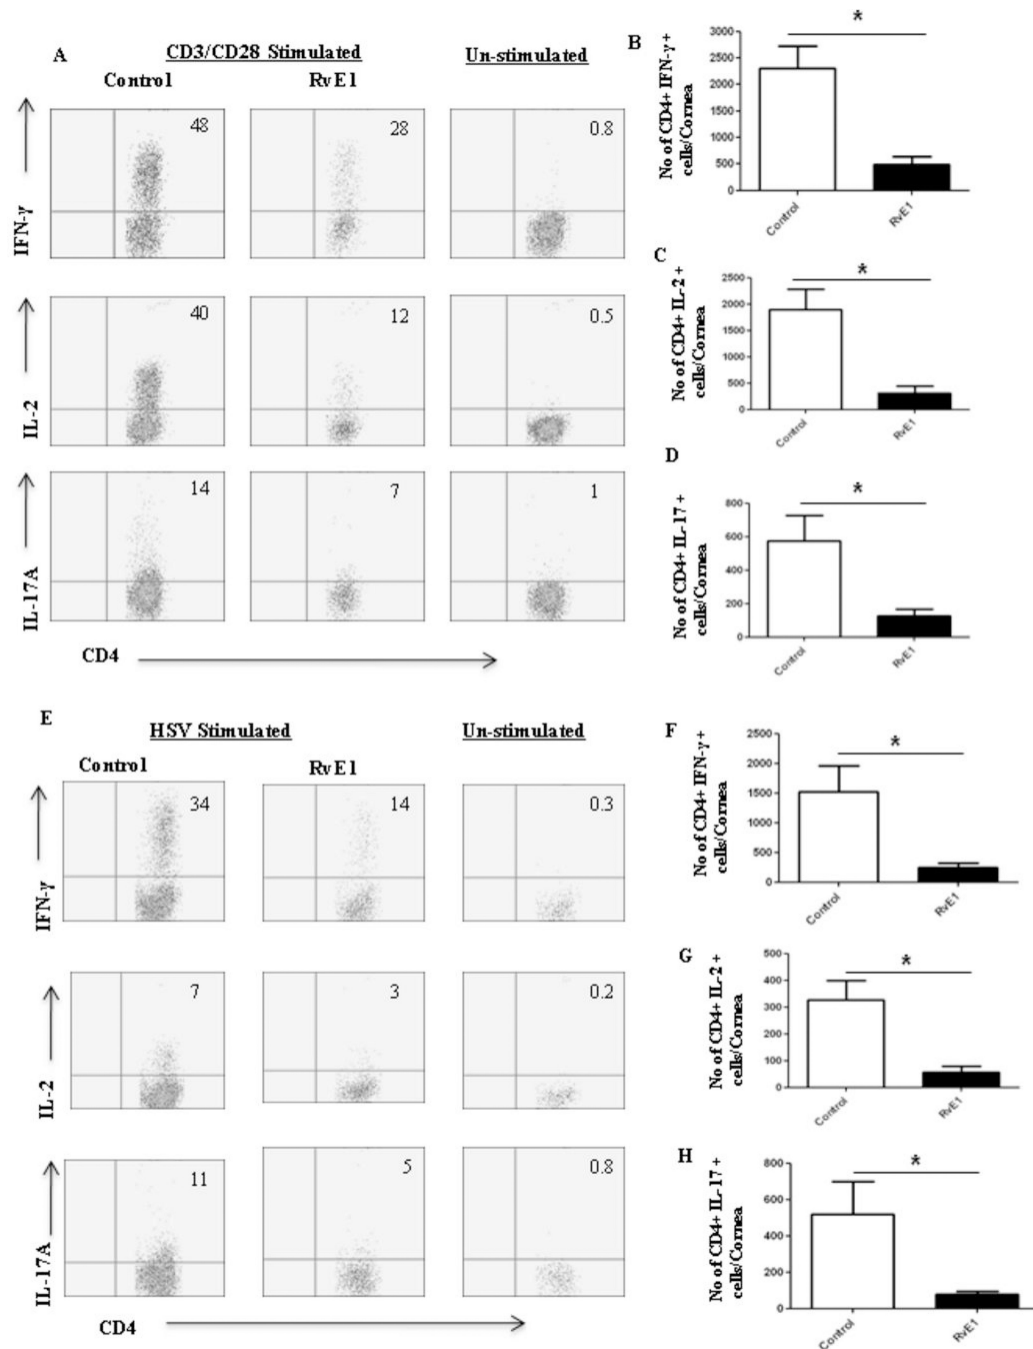 A
CD3/CD28 Stimulated
Un-stimulated
Control
RvE1
IFN-γ
48
28
0.8
IL-2
40
12
0.5
IL-17A
14
7
1
CD4
B
*
No of CD4+ IFN-γ +
cells/Cornea
3000
2500
2000
1500
1000
500
0
Control
RvE1
C
*
No of CD4+ IL-2 +
cells/Cornea
2500
2000
1500
1000
500
0
Control
RvE1
D
*
No of CD4+ IL-17 +
cells/Cornea
800
600
400
200
0
Control
RvE1
E
HSV Stimulated
Un-stimulated
Control
RvE1
IFN-γ
34
14
0.3
IL-2
7
3
0.2
IL-17A
11
5
0.8
CD4
F
*
No of CD4+ IFN-γ +
cells/Cornea
2500
2000
1500
1000
500
0
Control
RvE1
G
*
No of CD4+ IL-2 +
cells/Cornea
500
400
300
200
100
0
Control
RvE1
H
*
No of CD4+ IL-17 +
cells/Cornea
800
600
400
200
0
Control
RvE1